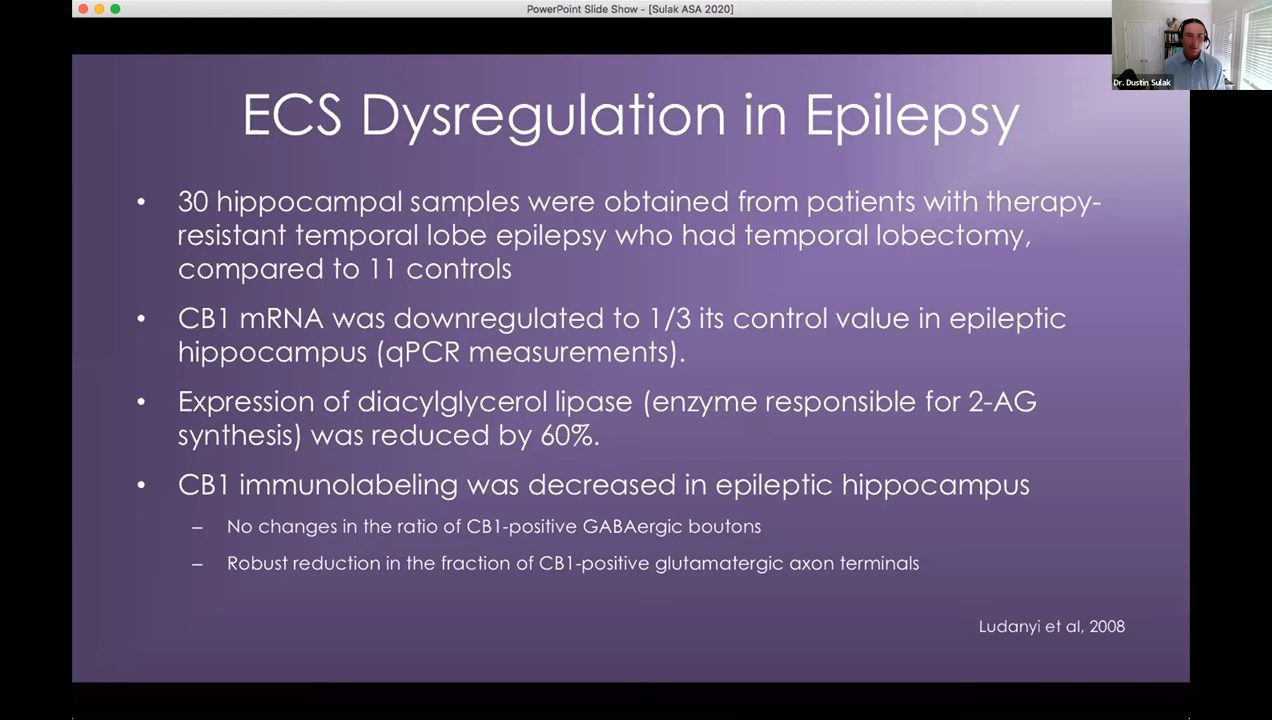 PowerPoint Slide Show - [Sulak ASA 2020]
Dr. Dustin Sulak
ECS Dysregulation in Epilepsy
• 30 hippocampal samples were obtained from patients with therapy-
resistant temporal lobe epilepsy who had temporal lobectomy,
compared to 11 controls
• CB1 mRNA was downregulated to 1/3 its control value in epileptic
hippocampus (qPCR measurements).
• Expression of diacylglycerol lipase (enzyme responsible for 2-AG
synthesis) was reduced by 60%.
• CB1 immunolabeling was decreased in epileptic hippocampus
– No changes in the ratio of CB1-positive GABAergic boutons
– Robust reduction in the fraction of CB1-positive glutamatergic axon terminals
Ludanyi et al, 2008